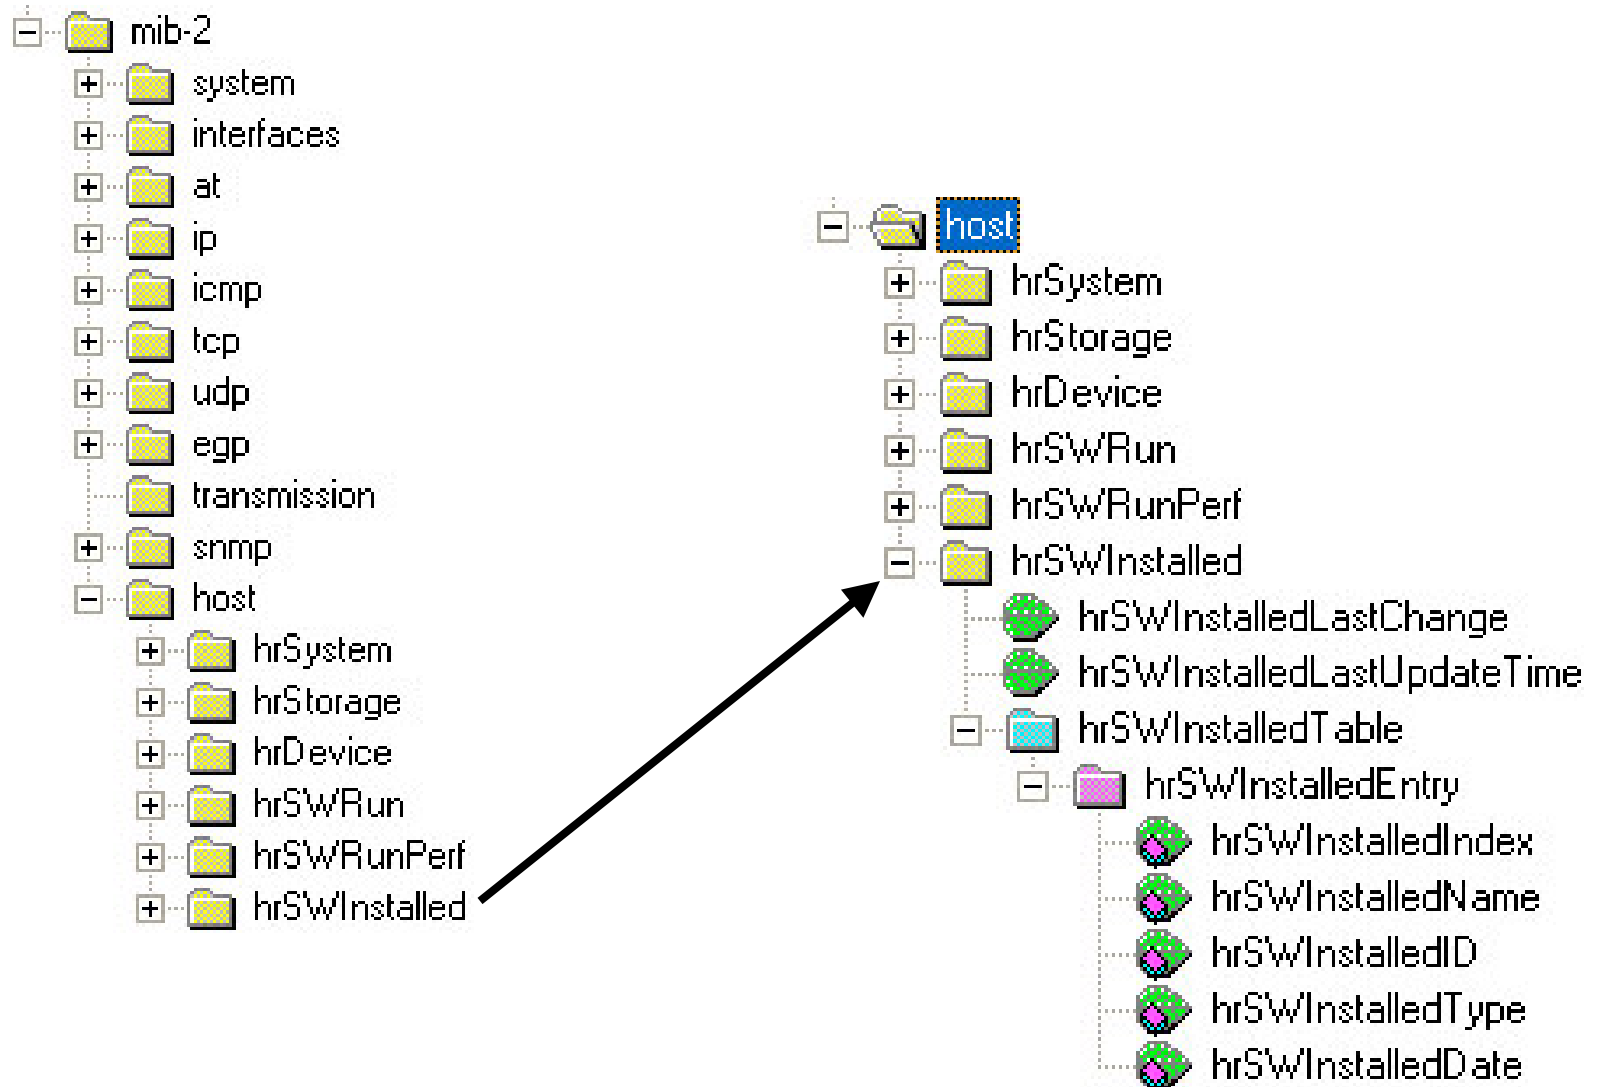 mib-2
system
interfaces
at
ip
icmp
tcp
udp
egp
transmission
snmp
host
hrSystem
hrStorage
hrDevice
hrSWRun
hrSWRunPerf
hrSWInstalled
host
hrSystem
hrStorage
hrDevice
hrSWRun
hrSWRunPerf
hrSWInstalled
hrSWInstalledLastChange
hrSWInstalledLastUpdateTime
hrSWInstalledTable
hrSWInstalledEntry
hrSWInstalledIndex
hrSWInstalledName
hrSWInstalledID
hrSWInstalledType
hrSWInstalledDate